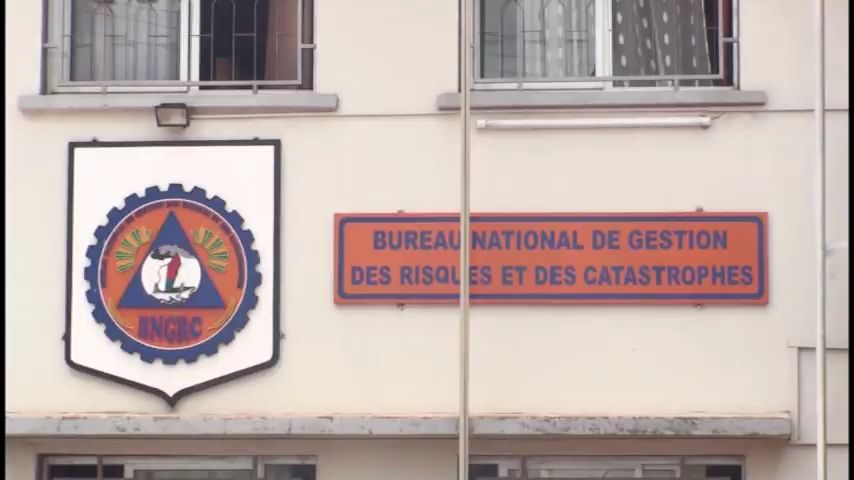 BUREAU NATIONAL DE GESTION
DES RISQUES ET DES CATASTROPHES
BNGRC